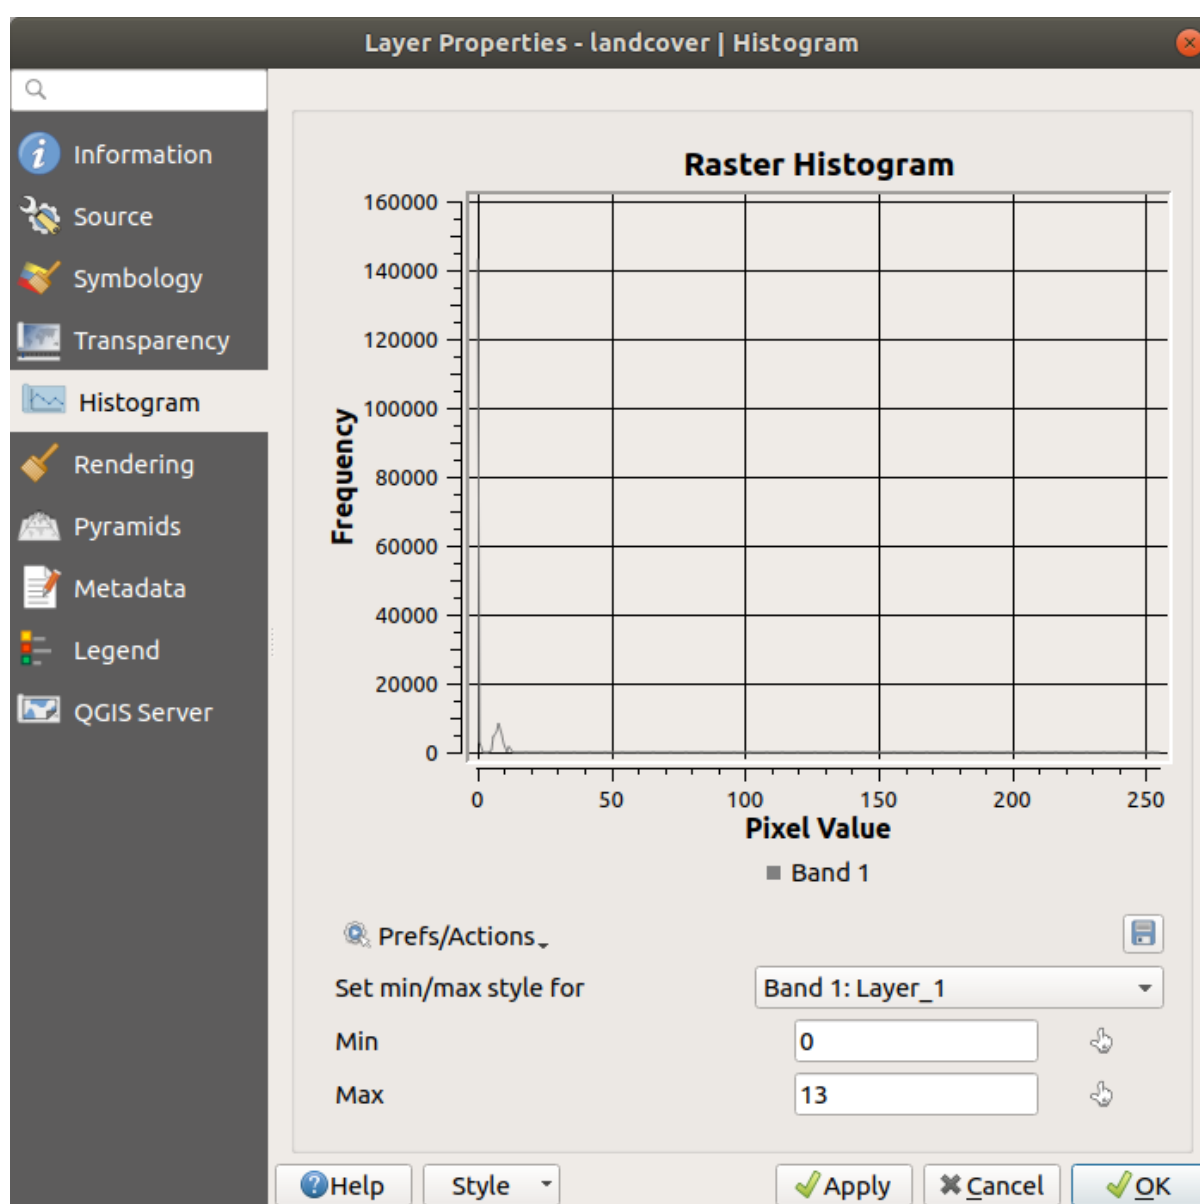 Layer Properties - landcover | Histogram
Information
Source
Symbology
Transparency
Histogram
Rendering
Pyramids
Metadata
Legend
QGIS Server
Raster Histogram
160000
140000
120000
100000
80000
60000
40000
20000
0
Frequency
0 50 100 150 200 250
Pixel Value
Band 1
Prefs/Actions
Set min/max style for Band 1: Layer_1
Min 0
Max 13
Help Style Apply Cancel OK